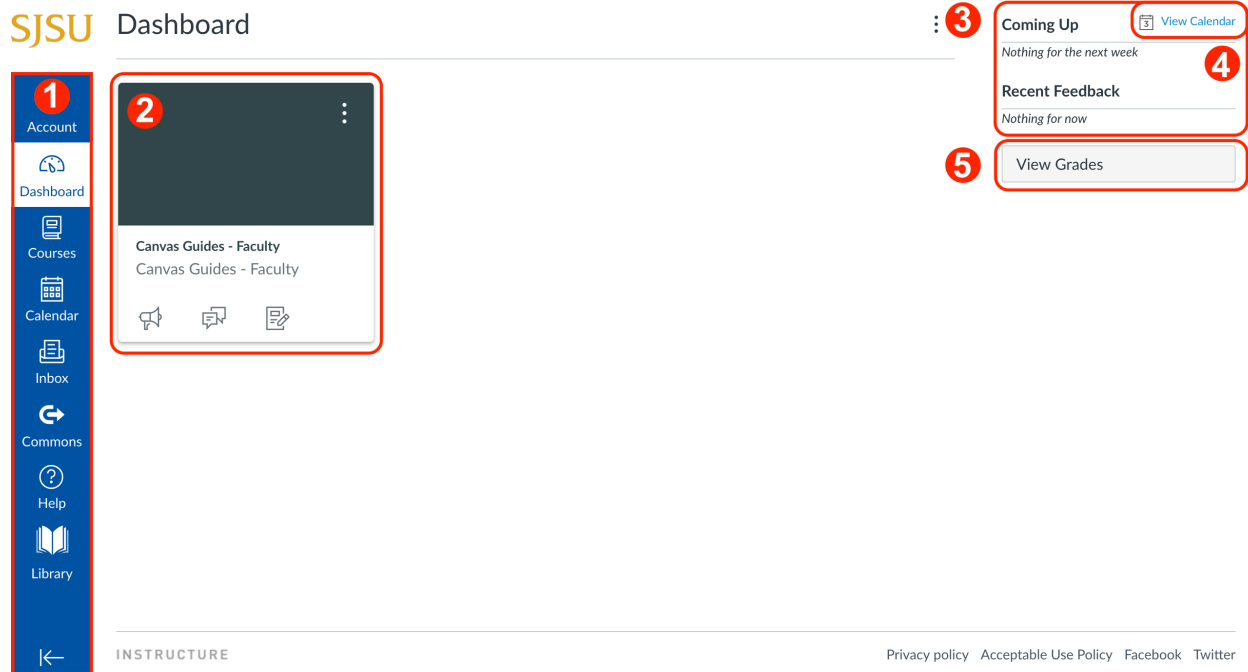 SJSU
Dashboard
1
Account
Dashboard
Courses
Calendar
Inbox
Commons
Help
Library
2
Canvas Guides - Faculty
Canvas Guides - Faculty
3
Coming Up
3 View Calendar
Nothing for the next week
4
Recent Feedback
Nothing for now
5
View Grades
INSTRUCTURE
Privacy policy Acceptable Use Policy Facebook Twitter